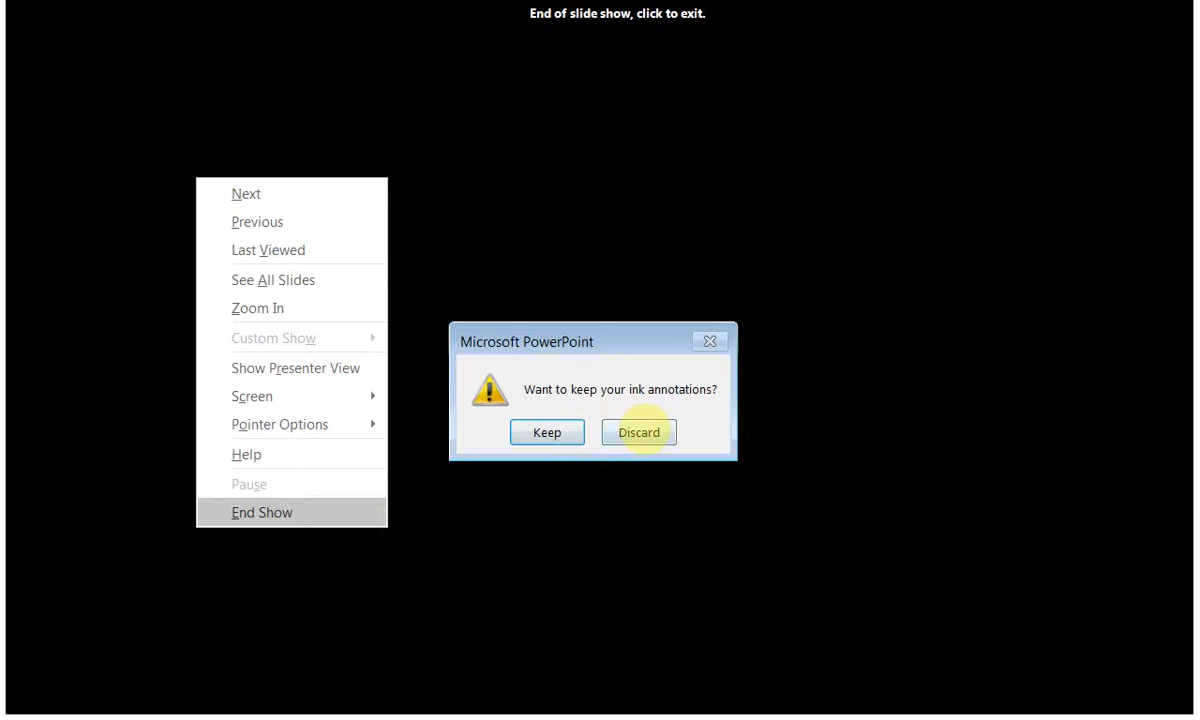 End of slide show, click to exit.
Next
Previous
Last Viewed
See All Slides
Zoom In
Custom Show
Show Presenter View
Screen
Pointer Options
Help
Pause
End Show
Microsoft PowerPoint
Want to keep your ink annotations?
Keep Discard